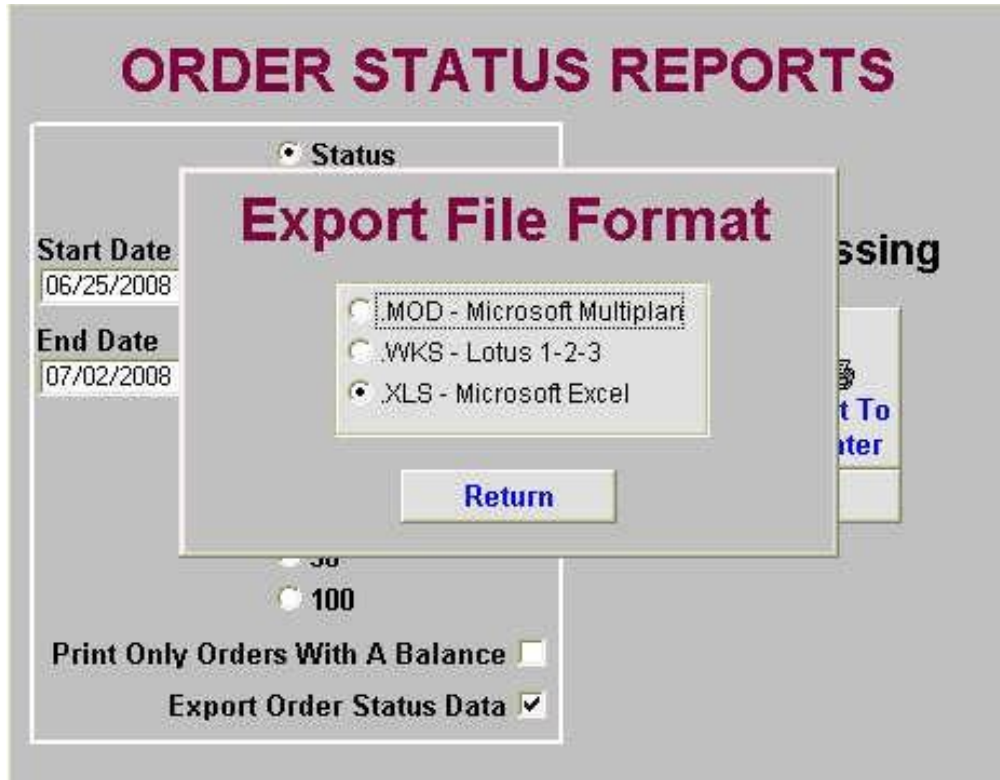 ORDER STATUS REPORTS
Status
Export File Format
Start Date
06/25/2008
ssing
.MOD - Microsoft Multiplan
End Date
.WKS - Lotus 1-2-3
07/02/2008
.XLS - Microsoft Excel
t To
Return
100
Print Only Orders With A Balance
Export Order Status Data